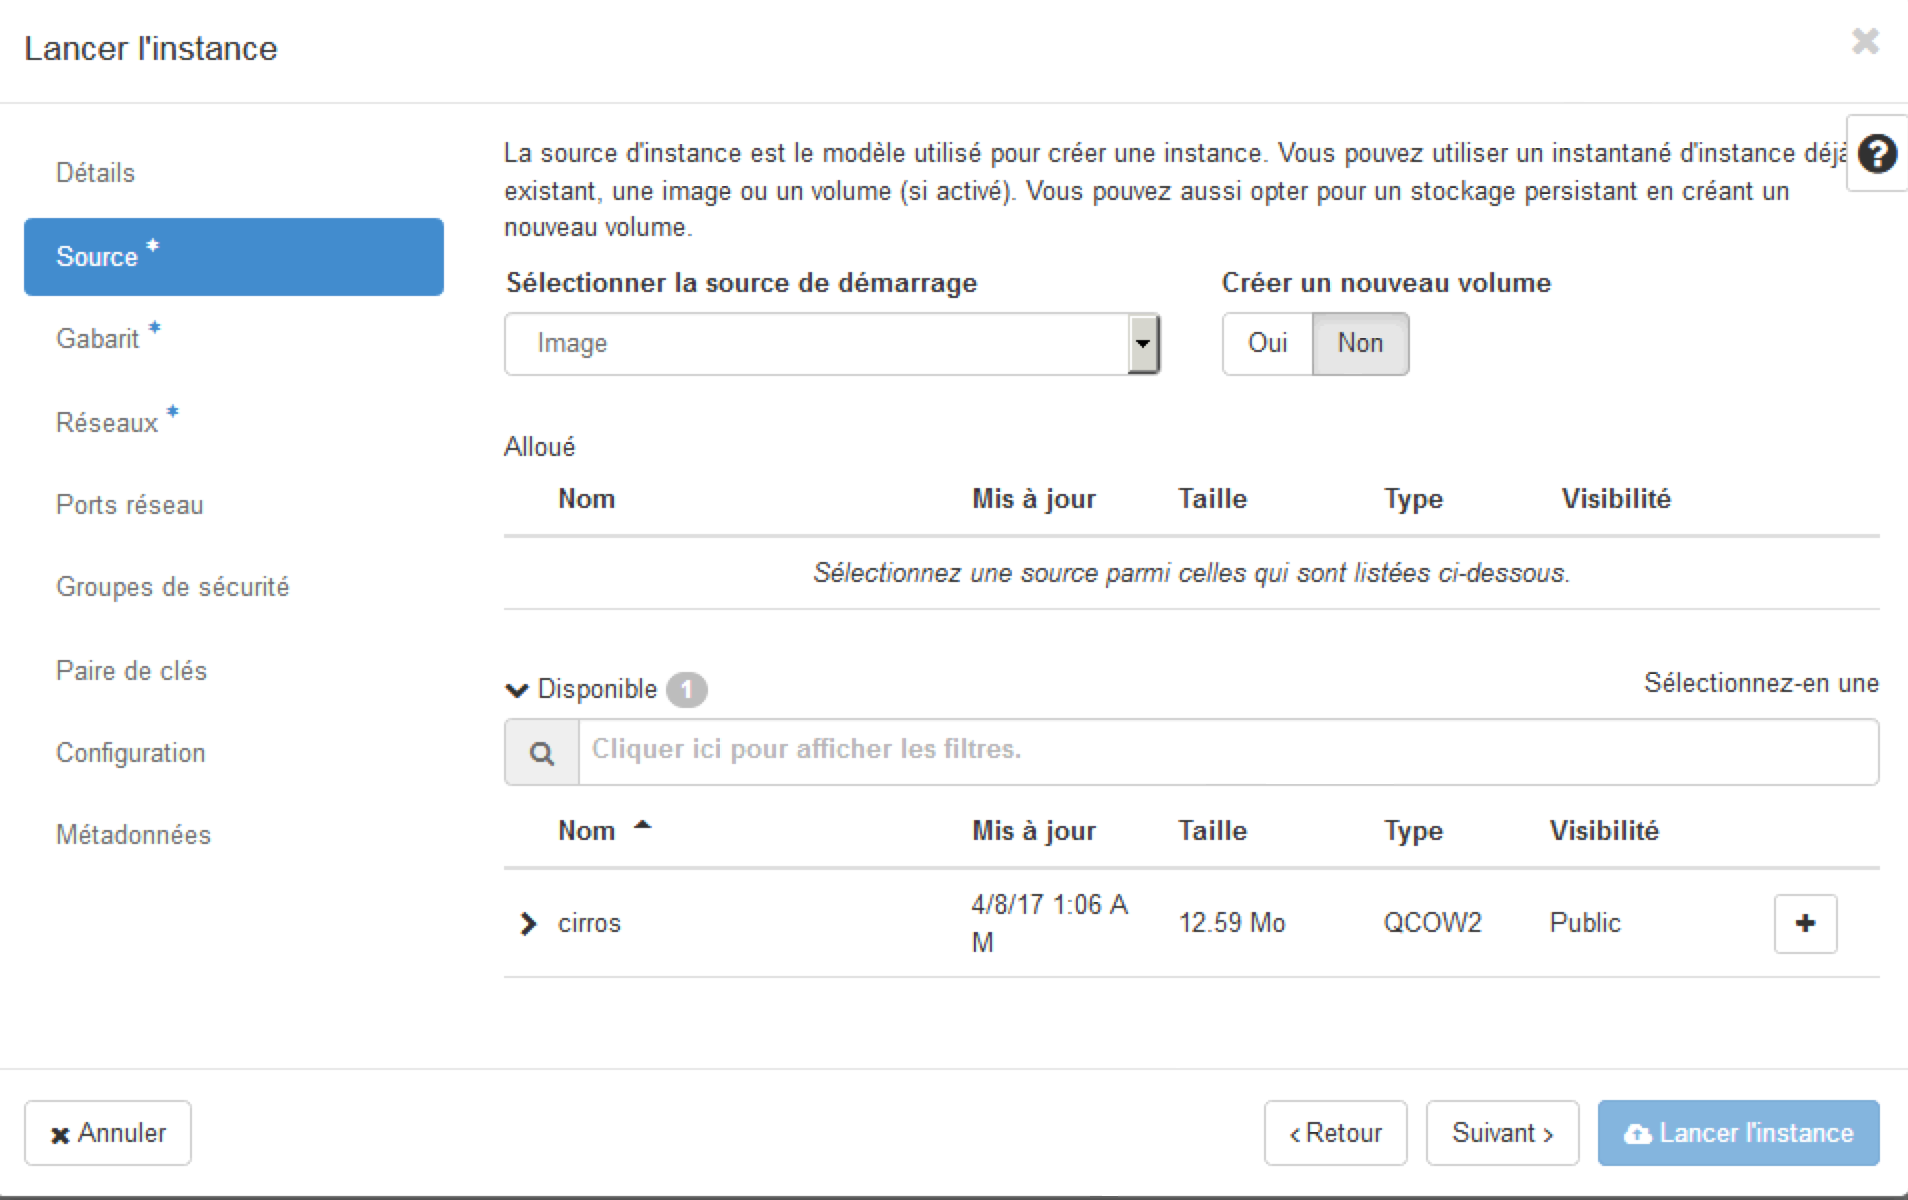 Lancer l'instance
Détails
Source *
Gabarit *
Réseaux *
Ports réseau
Groupes de sécurité
Paire de clés
Configuration
Métadonnées
La source d'instance est le modèle utilisé pour créer une instance. Vous pouvez utiliser un instantané d'instance déjà
existant, une image ou un volume (si activé). Vous pouvez aussi opter pour un stockage persistant en créant un
nouveau volume.
Sélectionner la source de démarrage
Image
Créer un nouveau volume
Oui Non
Alloué
Nom Mis à jour Taille Type Visibilité
Sélectionnez une source parmi celles qui sont listées ci-dessous.
Disponible 1
Sélectionnez-en une
Cliquer ici pour afficher les filtres.
Nom Mis à jour Taille Type Visibilité
cirros 4/8/17 1:06 A
M 12.59 Mo QCOW2 Public +
Annuler
‹ Retour
Suivant ›
Lancer l'instance